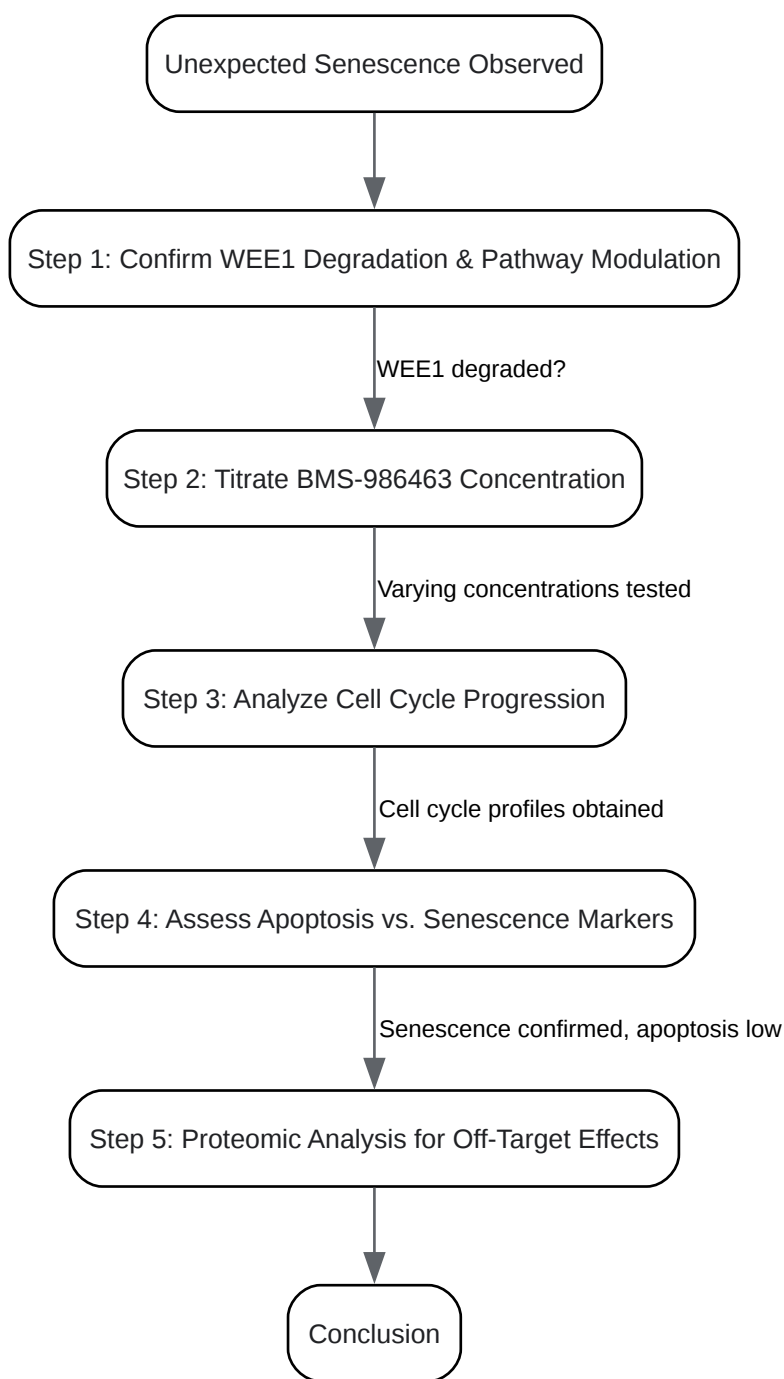 Unexpected Senescence Observed
Step 1: Confirm WEE1 Degradation & Pathway Modulation
WEE1 degraded?
Step 2: Titrate BMS-986463 Concentration
Varying concentrations tested
Step 3: Analyze Cell Cycle Progression
Cell cycle profiles obtained
Step 4: Assess Apoptosis vs. Senescence Markers
Senescence confirmed, apoptosis low
Step 5: Proteomic Analysis for Off-Target Effects
Conclusion